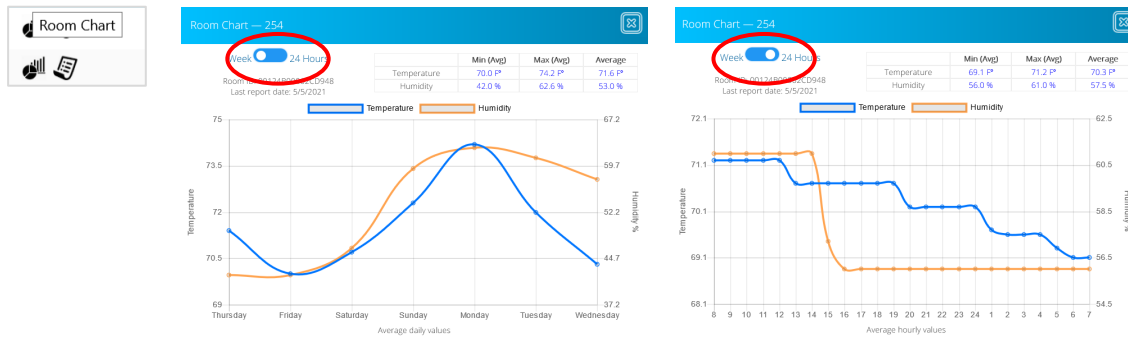 Room Chart
Room Chart — 254
Week 24 Hours
Last report date: 5/5/2021
Min (Avg) Max (Avg) Average
Temperature 70.0 F° 74.2 F° 71.6 F°
Humidity 42.0 % 62.6 % 53.0 %
Temperature Humidity
75 67.2
73.5 59.7
72 52.2
70.5 44.7
69 37.2
Temperature
Humidity %
Thursday Friday Saturday Sunday Monday Tuesday Wednesday
Average daily values
Room Chart — 254
Week 24 Hours
Last report date: 5/5/2021
Min (Avg) Max (Avg) Average
Temperature 69.1 F° 71.2 F° 70.3 F°
Humidity 56.0 % 61.0 % 57.5 %
Temperature Humidity
72.1 62.5
71.1 60.5
70.1 58.5
69.1 56.5
68.1 54.5
Temperature
Humidity %
8 9 10 11 12 13 14 15 16 17 18 19 20 21 22 23 24 1 2 3 4 5 6 7
Average hourly values